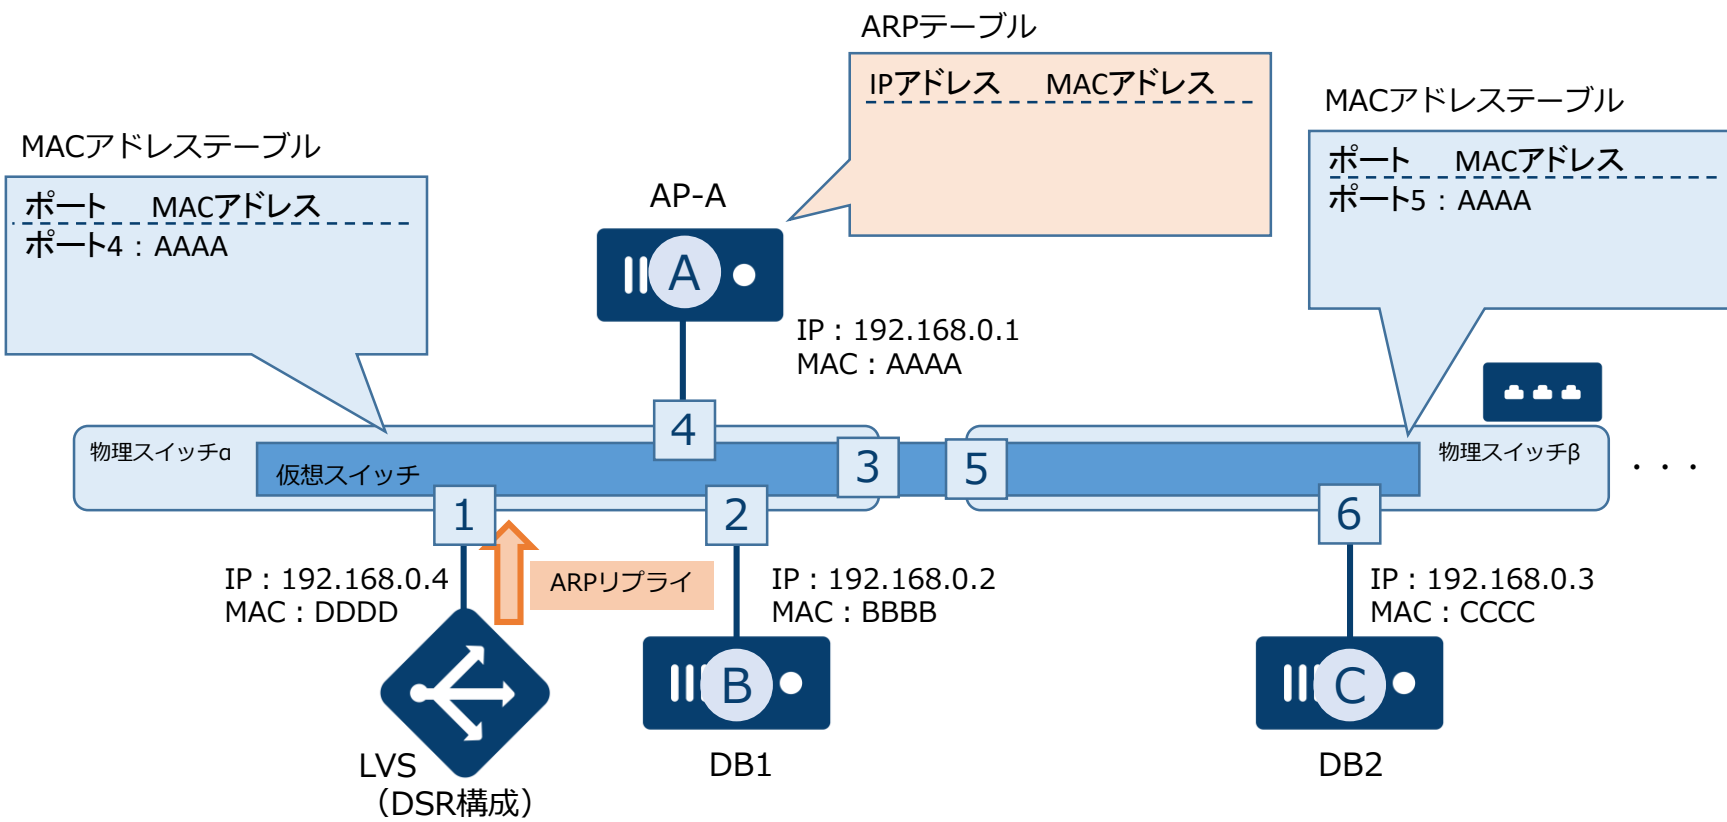 ARPテーブル
IPアドレス MACアドレス
MACアドレステーブル
ポート MACアドレス
ポート5：AAAA
MACアドレステーブル
ポート MACアドレス
ポート4：AAAA
AP-A
A
IP：192.168.0.1
MAC：AAAA
物理スイッチα
仮想スイッチ
4
3
5
物理スイッチβ
・・・
1
2
6
ARPリプライ
IP：192.168.0.4
MAC：DDDD
IP：192.168.0.2
MAC：BBBB
IP：192.168.0.3
MAC：CCCC
B
C
LVS
（DSR構成）
DB1
DB2